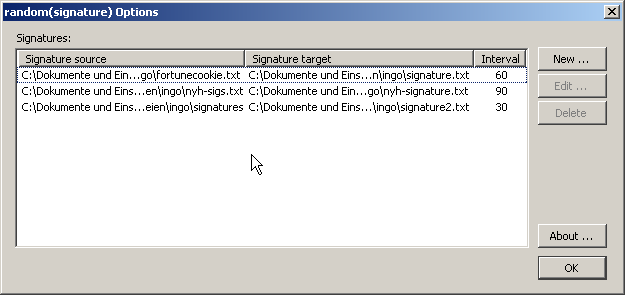 random(signature) Options
Signatures:
Signature source Signature target Interval
C:\Dokumente und Ein...go\fortunecookie.txt C:\Dokumente und Eins...n\ingo\signature.txt 60
C:\Dokumente und Eins...en\ingo\nyh-sigs.txt C:\Dokumente und Ein...go\nyh-signature.txt 90
C:\Dokumente und Eins...eien\ingo\signatures C:\Dokumente und Eins...\ingo\signature2.txt 30
New ...
Edit ...
Delete
About ...
OK